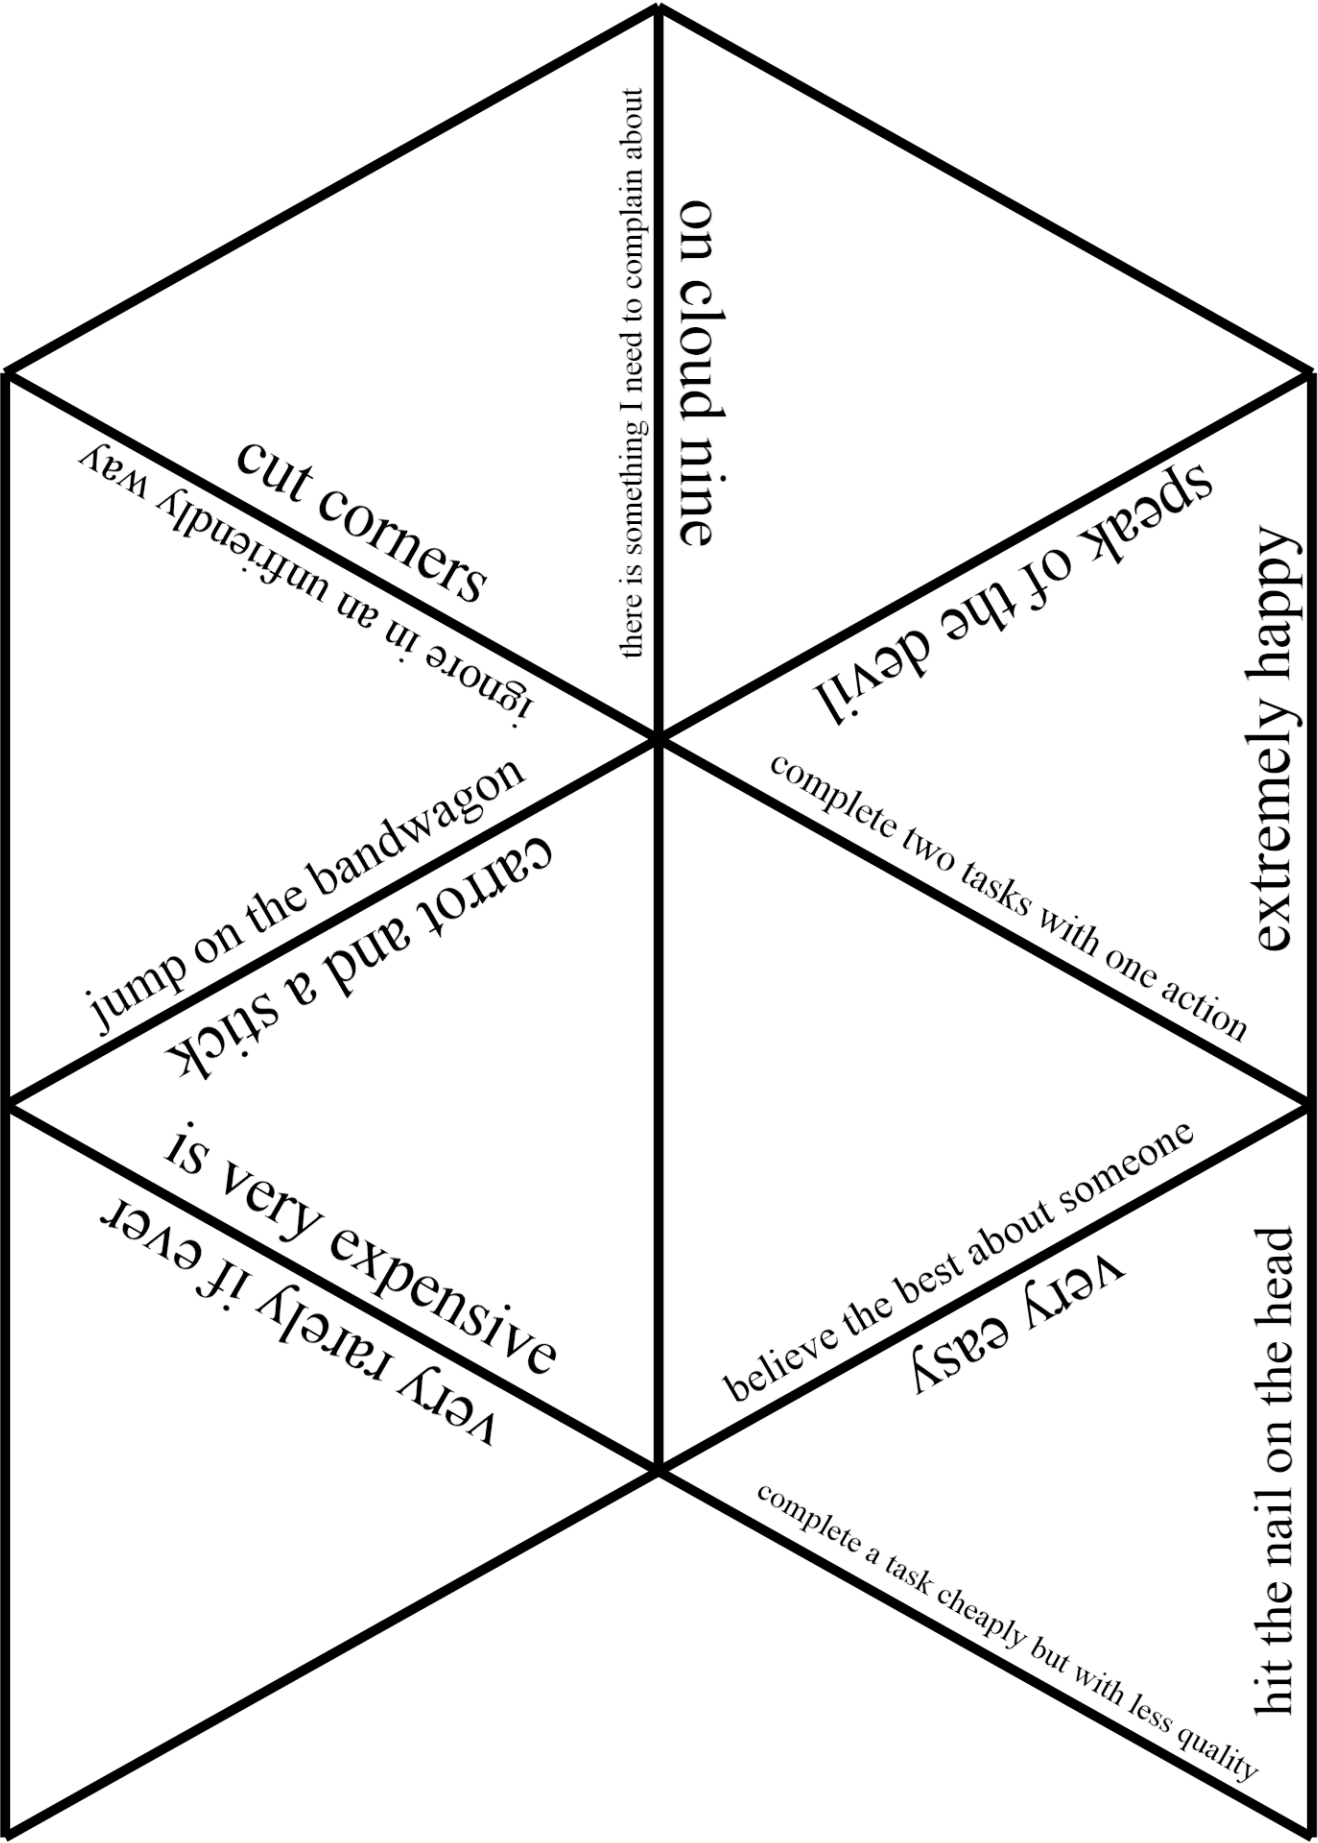 there is something I need to complain about
on cloud nine
cut corners
ignore in an unfriendly way
speak of the devil
extremely happy
jump on the bandwagon
carrot and a stick
complete two tasks with one action
is very expensive
very rarely if ever
believe the best about someone
very easy
hit the nail on the head
complete a task cheaply but with less quality